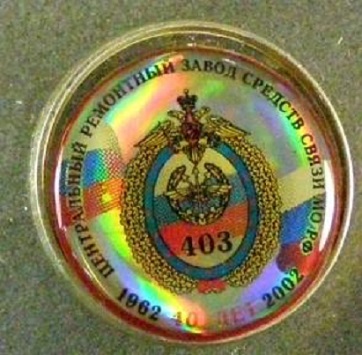 ЦЕНТРАЛЬНЫЙ РЕМОНТНЫЙ ЗАВОД СРЕДСТВ СВЯЗИ МО РФ
403
1962 40 ЛЕТ 2002